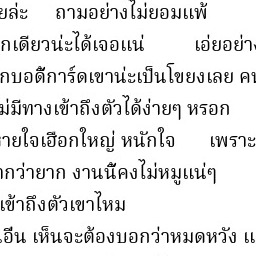 ยล่ะ ถามอย่างไม่ยอมแพ้
กเดียวน่ะได้เจอแน่ เอ่ยอย่าง
กบอดี้การ์ดเขาน่ะเป็นโขยงเลย ค
ม่มีทางเข้าถึงตัวได้ง่ายๆ หรอก
ายใจเฮือกใหญ่ หนักใจ เพราะ
ากว่ายาก งานนี้คงไม่หมูแน่ๆ
เข้าถึงตัวเขาไหม
อื่น เห็นจะต้องบอกว่าหมดหวัง แ